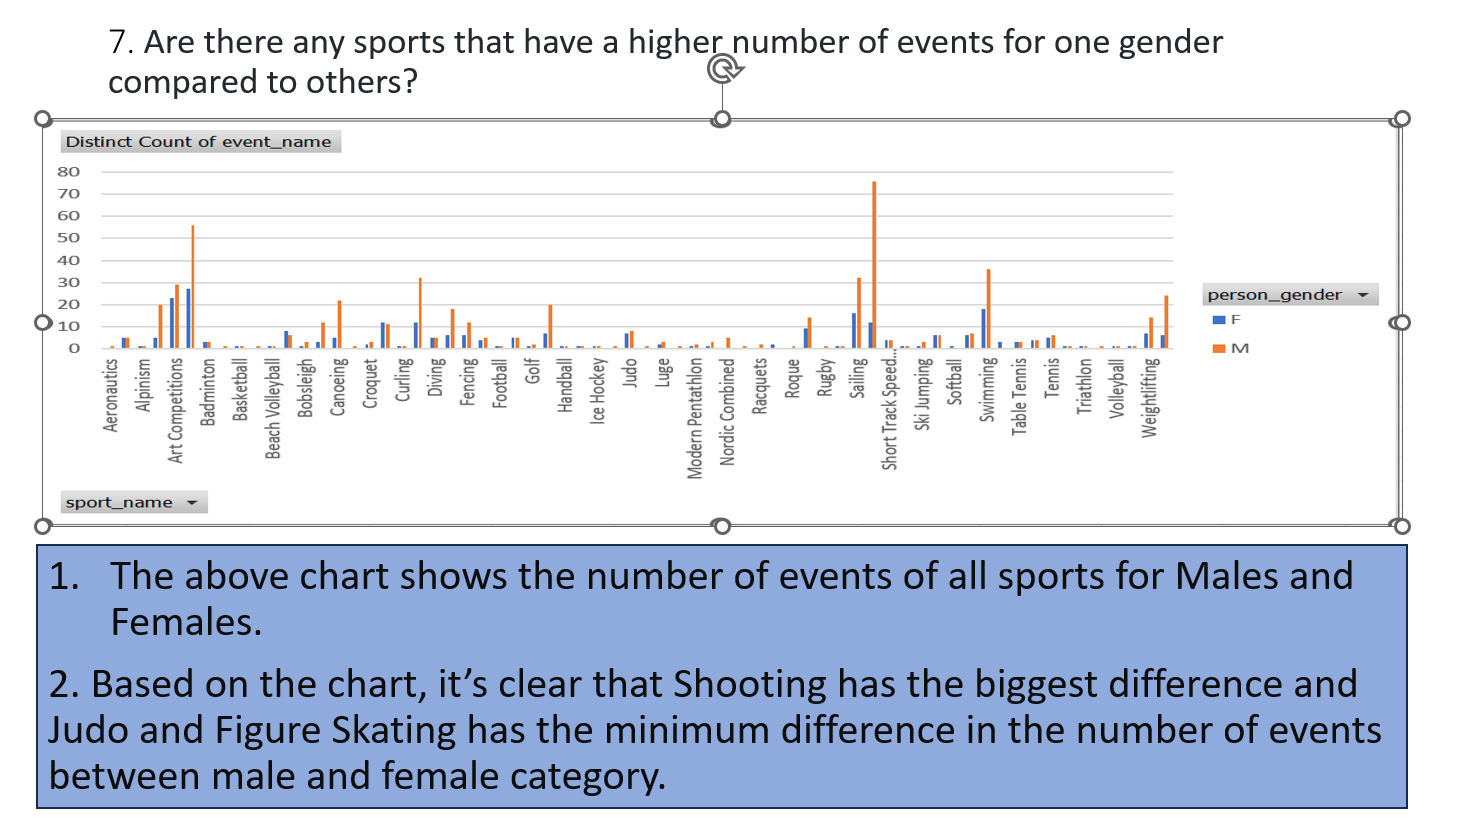 7. Are there any sports that have a higher number of events for one gender
compared to others?
Distinct Count of event_name
80
70
60
50
40
30
20
10
0
Aeronautics
Alpinism
Art Competitions
Badminton
Basketball
Beach Volleyball
Bobsleigh
Canoeing
Croquet
Curling
Diving
Fencing
Football
Golf
Handball
Ice Hockey
Judo
Luge
Modern Pentathlon
Nordic Combined
Racquets
Roque
Rugby
Sailing
Short Track Speed...
Ski Jumping
Softball
Swimming
Table Tennis
Tennis
Triathlon
Volleyball
Weightlifting
person_gender
F
M
sport_name
1. The above chart shows the number of events of all sports for Males and
Females.
2. Based on the chart, it’s clear that Shooting has the biggest difference and
Judo and Figure Skating has the minimum difference in the number of events
between male and female category.